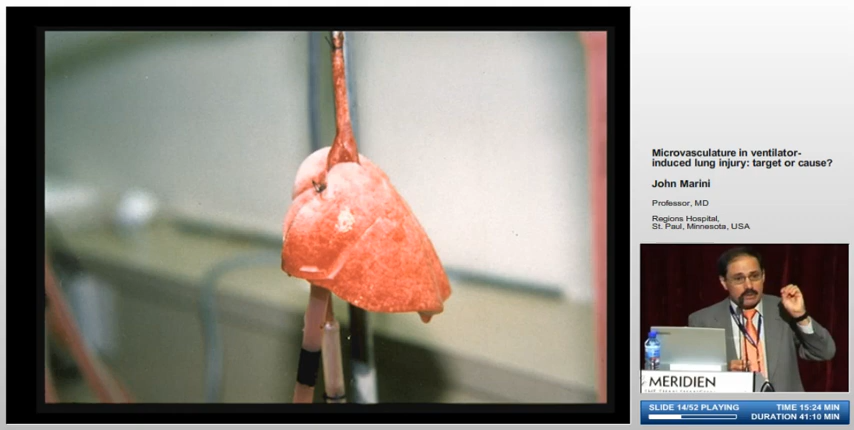 Microvasculature in ventilator-
induced lung injury: target or cause?
John Marini
Professor, MD
Regions Hospital,
St. Paul, Minnesota, USA
MERIDIEN
SLIDE 14/52 PLAYING
TIME 15:24 MIN
DURATION 41:10 MIN